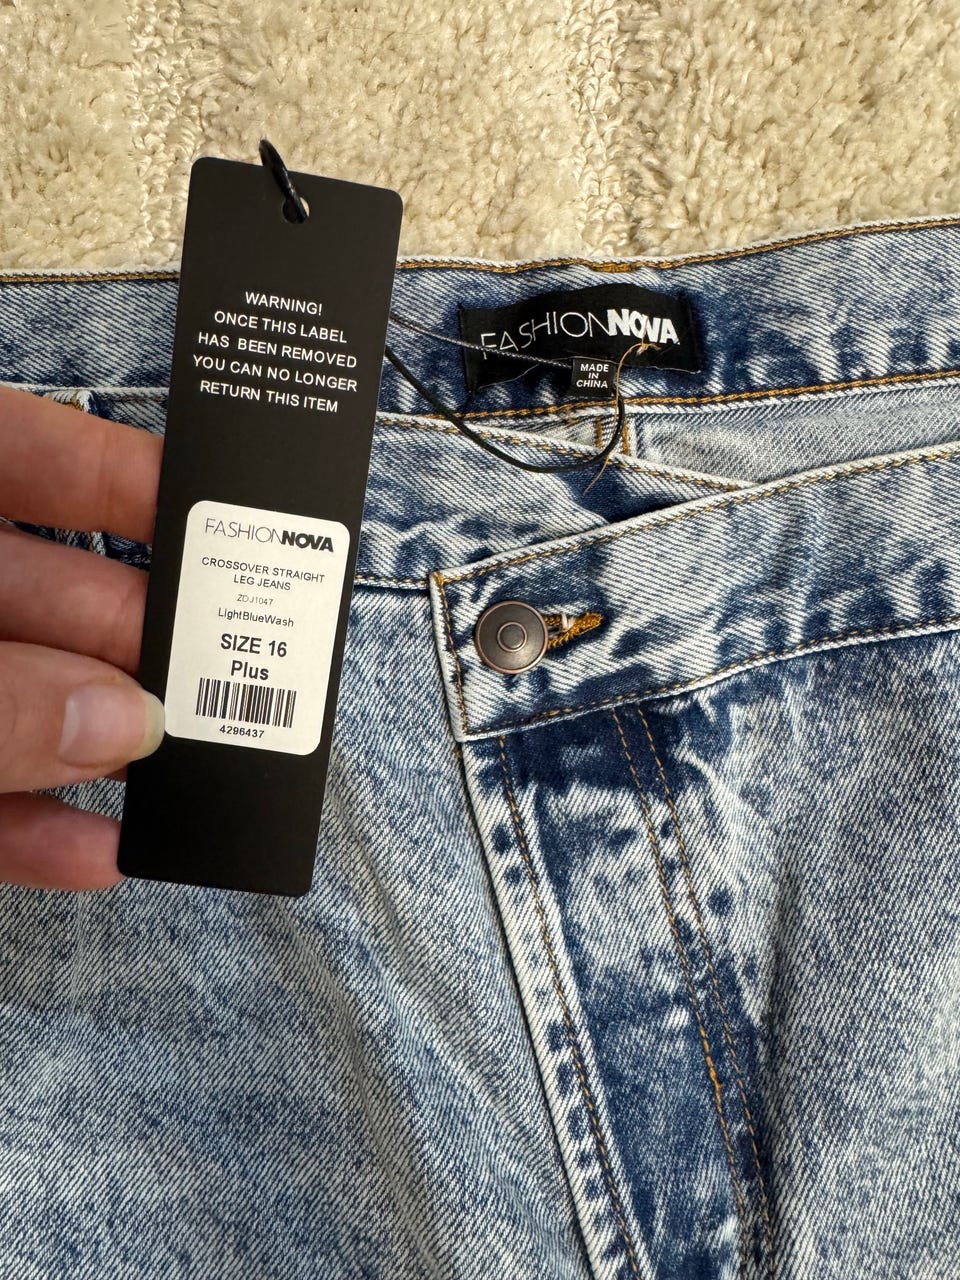 WARNING!
ONCE THIS LABEL
HAS BEEN REMOVED
YOU CAN NO LONGER
RETURN THIS ITEM
FASHIONNOVA
CROSSOVER STRAIGHT
LEG JEANS
ZDJ1047
LightBlueWash
SIZE 16
Plus
4296437
FASHIONNOVA
MADE
IN
CHINA